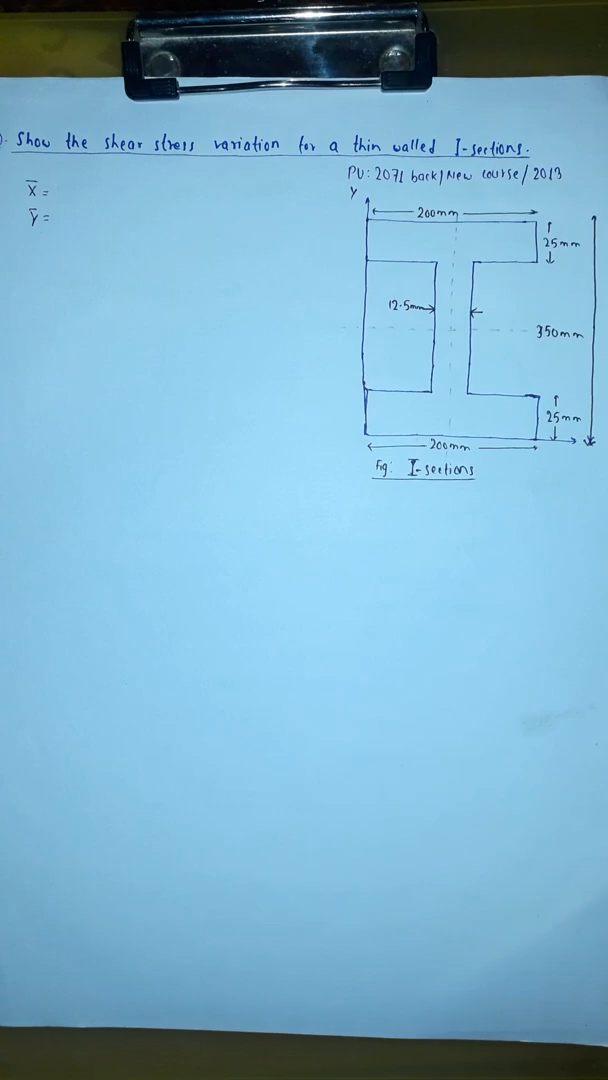 Show the shear stress variation for a thin walled I-sections.
PU: 2071 back/New course/2013
X̄ =
Ȳ =
Y
200mm
25mm
12.5mm
350mm
25mm
200mm
Fig: I-sections